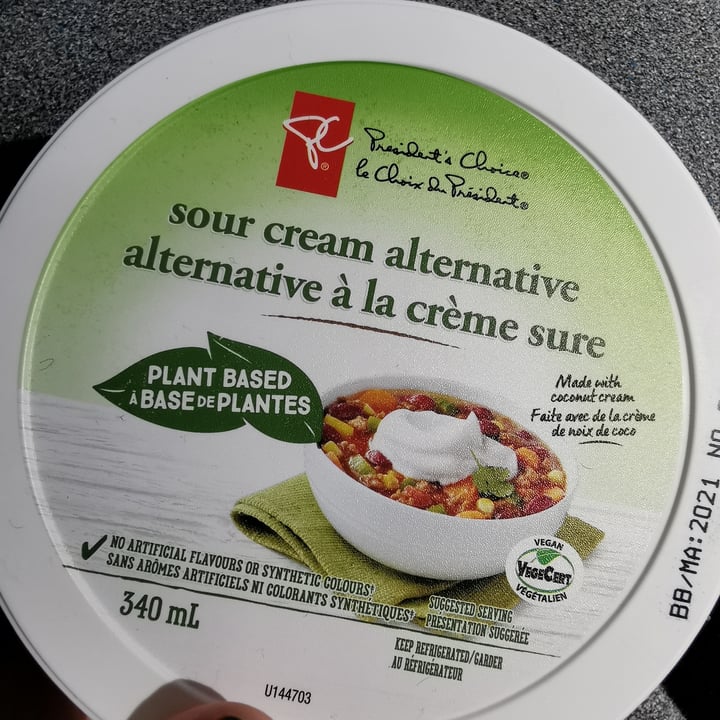 PC®
President's Choice®
le Choix du Président®
sour cream alternative
alternative à la crème sure
PLANT BASED
À BASE DE PLANTES
Made with
coconut cream
Faite avec de la crème
de noix de coco
NO ARTIFICIAL FLAVOURS OR SYNTHETIC COLOURS†
SANS ARÔMES ARTIFICIELS NI COLORANTS SYNTHÉTIQUES†
340 mL
VEGAN
VEGECERT
VÉGÉTALIEN
SUGGESTED SERVING
PRÉSENTATION SUGGÉRÉE
KEEP REFRIGERATED/GARDER
AU RÉFRIGÉRATEUR
U144703
BB/MA:2021 NO